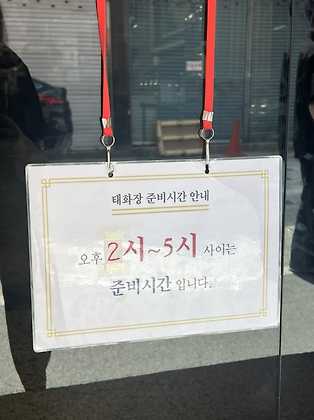 태화장 준비시간 안내
오후 2시~5시 사이는
준비시간 입니다.